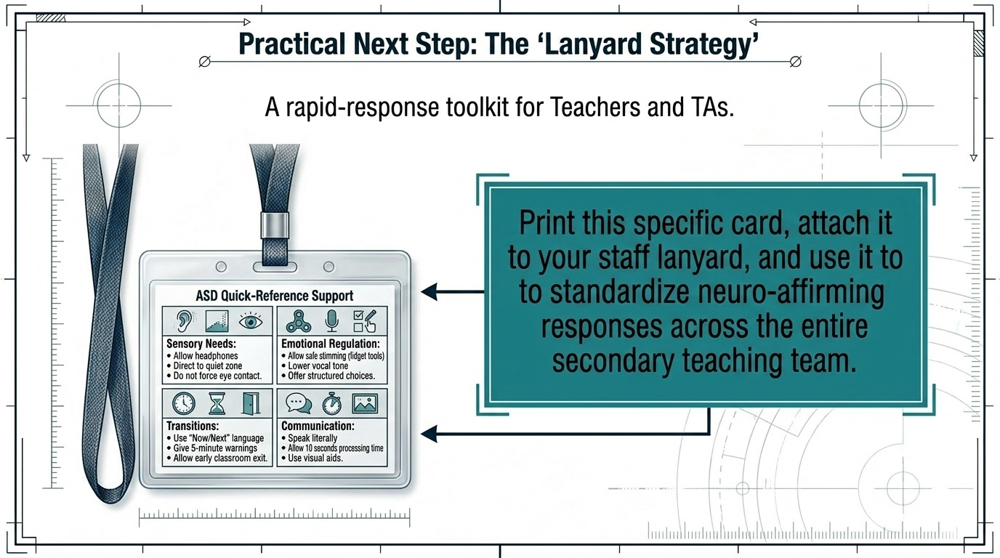 Practical Next Step: The ‘Lanyard Strategy’
A rapid-response toolkit for Teachers and TAs.
ASD Quick-Reference Support
Sensory Needs:
• Allow headphones
• Direct to quiet zone
• Do not force eye contact.
Emotional Regulation:
• Allow safe stimming (fidget tools)
• Lower vocal tone
• Offer structured choices.
Transitions:
• Use “Now/Next” language
• Give 5-minute warnings
• Allow early classroom exit.
Communication:
• Speak literally
• Allow 10 seconds processing time
• Use visual aids.
Print this specific card, attach it
to your staff lanyard, and use it to
to standardize neuro-affirming
responses across the entire
secondary teaching team.